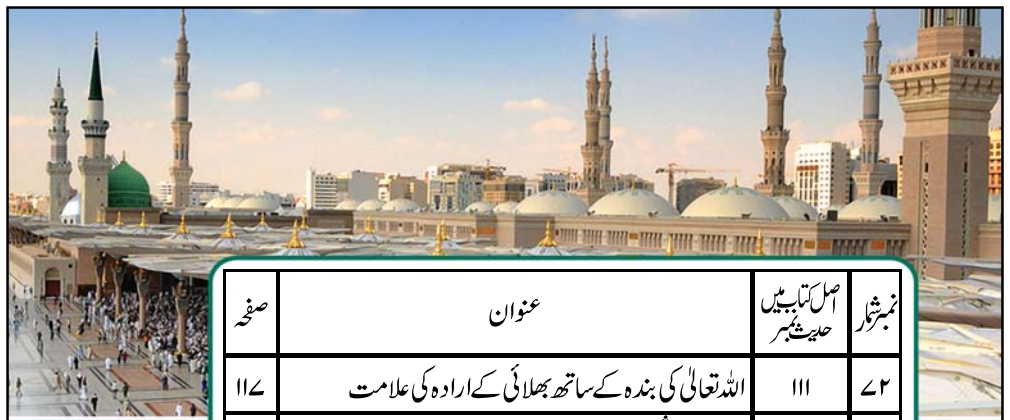 نمبر شمار
اصل کتاب میں
حدیث نمبر
عنوان
صفحہ
۷۲
۱۱۱
اللہ تعالیٰ کی بندہ کے ساتھ بھلائی کے ارادہ کی علامت
۱۱۷